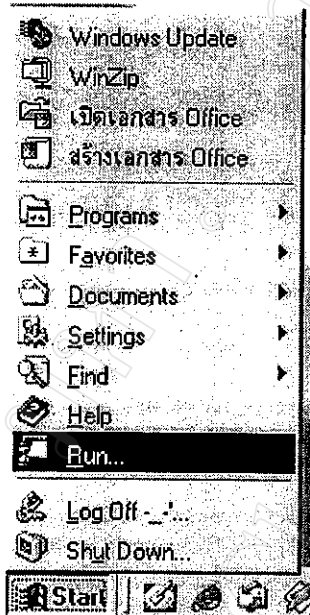 Windows Update
WinZip
เปิดเอกสาร Office
สร้างเอกสาร Office
Programs
Favorites
Documents
Settings
Find
Help
Run...
Log Off -_-'...
Shut Down...
Start